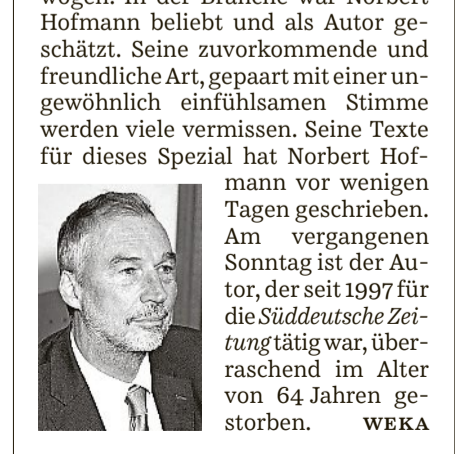 wogen. In der Branche war Norbert
Hofmann beliebt und als Autor ge-
schätzt. Seine zuvorkommende und
freundliche Art, gepaart mit einer un-
gewöhnlich einfühlsamen Stimme
werden viele vermissen. Seine Texte
für dieses Spezial hat Norbert Hof-
mann vor wenigen
Tagen geschrieben.
Am vergangenen
Sonntag ist der Au-
tor, der seit 1997 für
die Süddeutsche Zei-
tung tätig war, über-
raschend im Alter
von 64 Jahren ge-
storben. WEKA